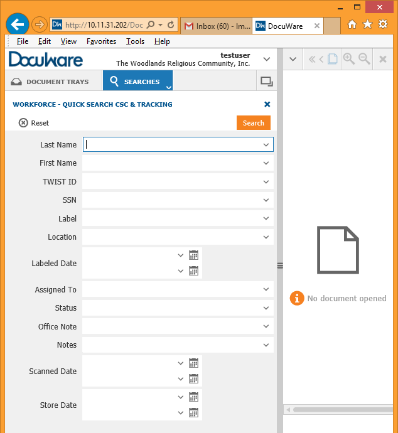 http://10.11.31.202/Doc
Inbox (60) - Im...
DocuWare
File Edit View Favorites Tools Help
DocuWare
testuser
The Woodlands Religious Community, Inc.
DOCUMENT TRAYS
SEARCHES
WORKFORCE - QUICK SEARCH CSC & TRACKING
Reset
Search
Last Name
First Name
TWIST ID
SSN
Label
Location
Labeled Date
Assigned To
Status
Office Note
Notes
Scanned Date
Store Date
No document opened